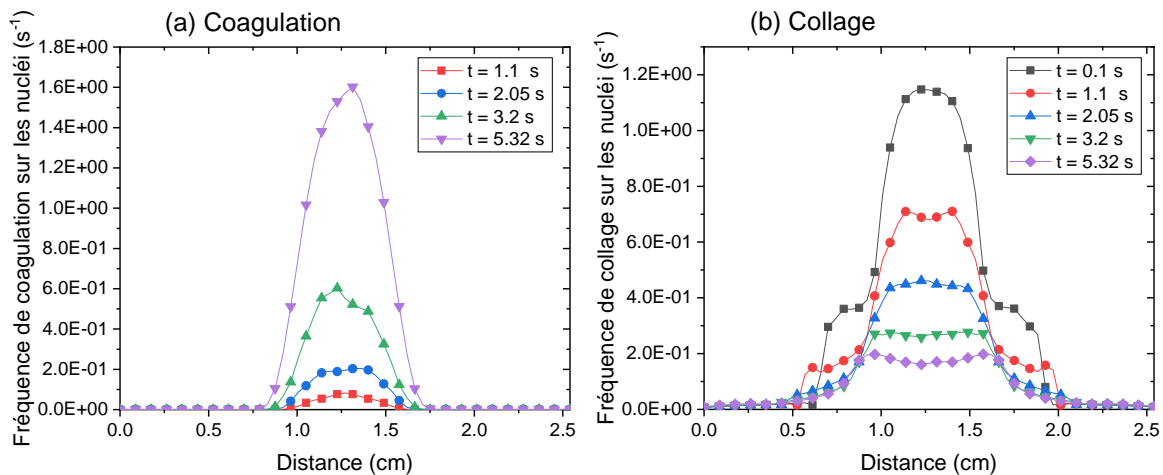 (a) Coagulation
Fréquence de coagulation sur les nucléi (s⁻¹)
1.8E+00
1.6E+00
1.4E+00
1.2E+00
1.0E+00
8.0E-01
6.0E-01
4.0E-01
2.0E-01
0.0E+00
0.0
0.5
1.0
1.5
2.0
2.5
Distance (cm)
t = 1.1 s
t = 2.05 s
t = 3.2 s
t = 5.32 s
(b) Collage
Fréquence de collage sur les nucléi (s⁻¹)
1.2E+00
1.0E+00
8.0E-01
6.0E-01
4.0E-01
2.0E-01
0.0E+00
0.0
0.5
1.0
1.5
2.0
2.5
Distance (cm)
t = 0.1 s
t = 1.1 s
t = 2.05 s
t = 3.2 s
t = 5.32 s